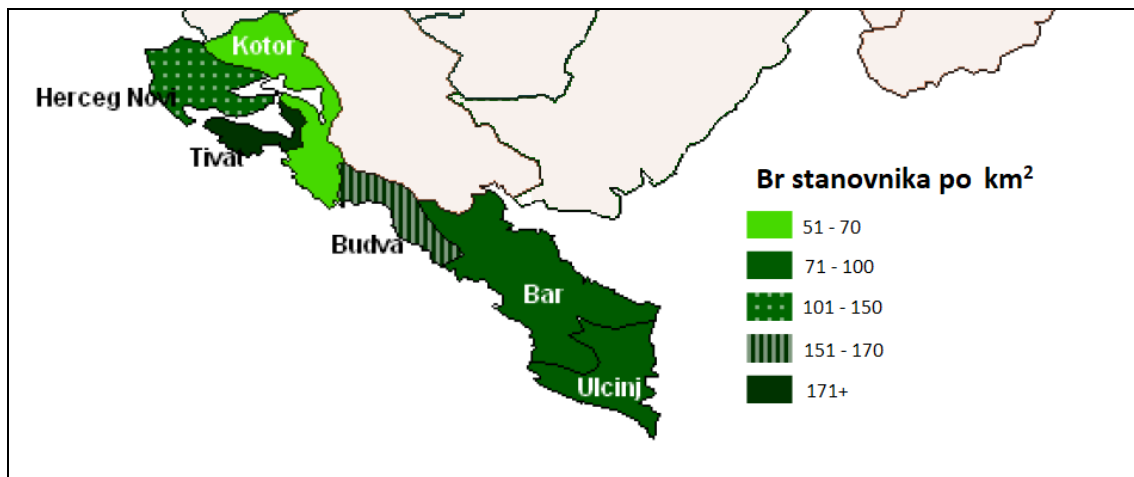 Kotor
Herceg Novi
Tivat
Budva
Bar
Ulcinj
Br stanovnika po km²
51 - 70
71 - 100
101 - 150
151 - 170
171+